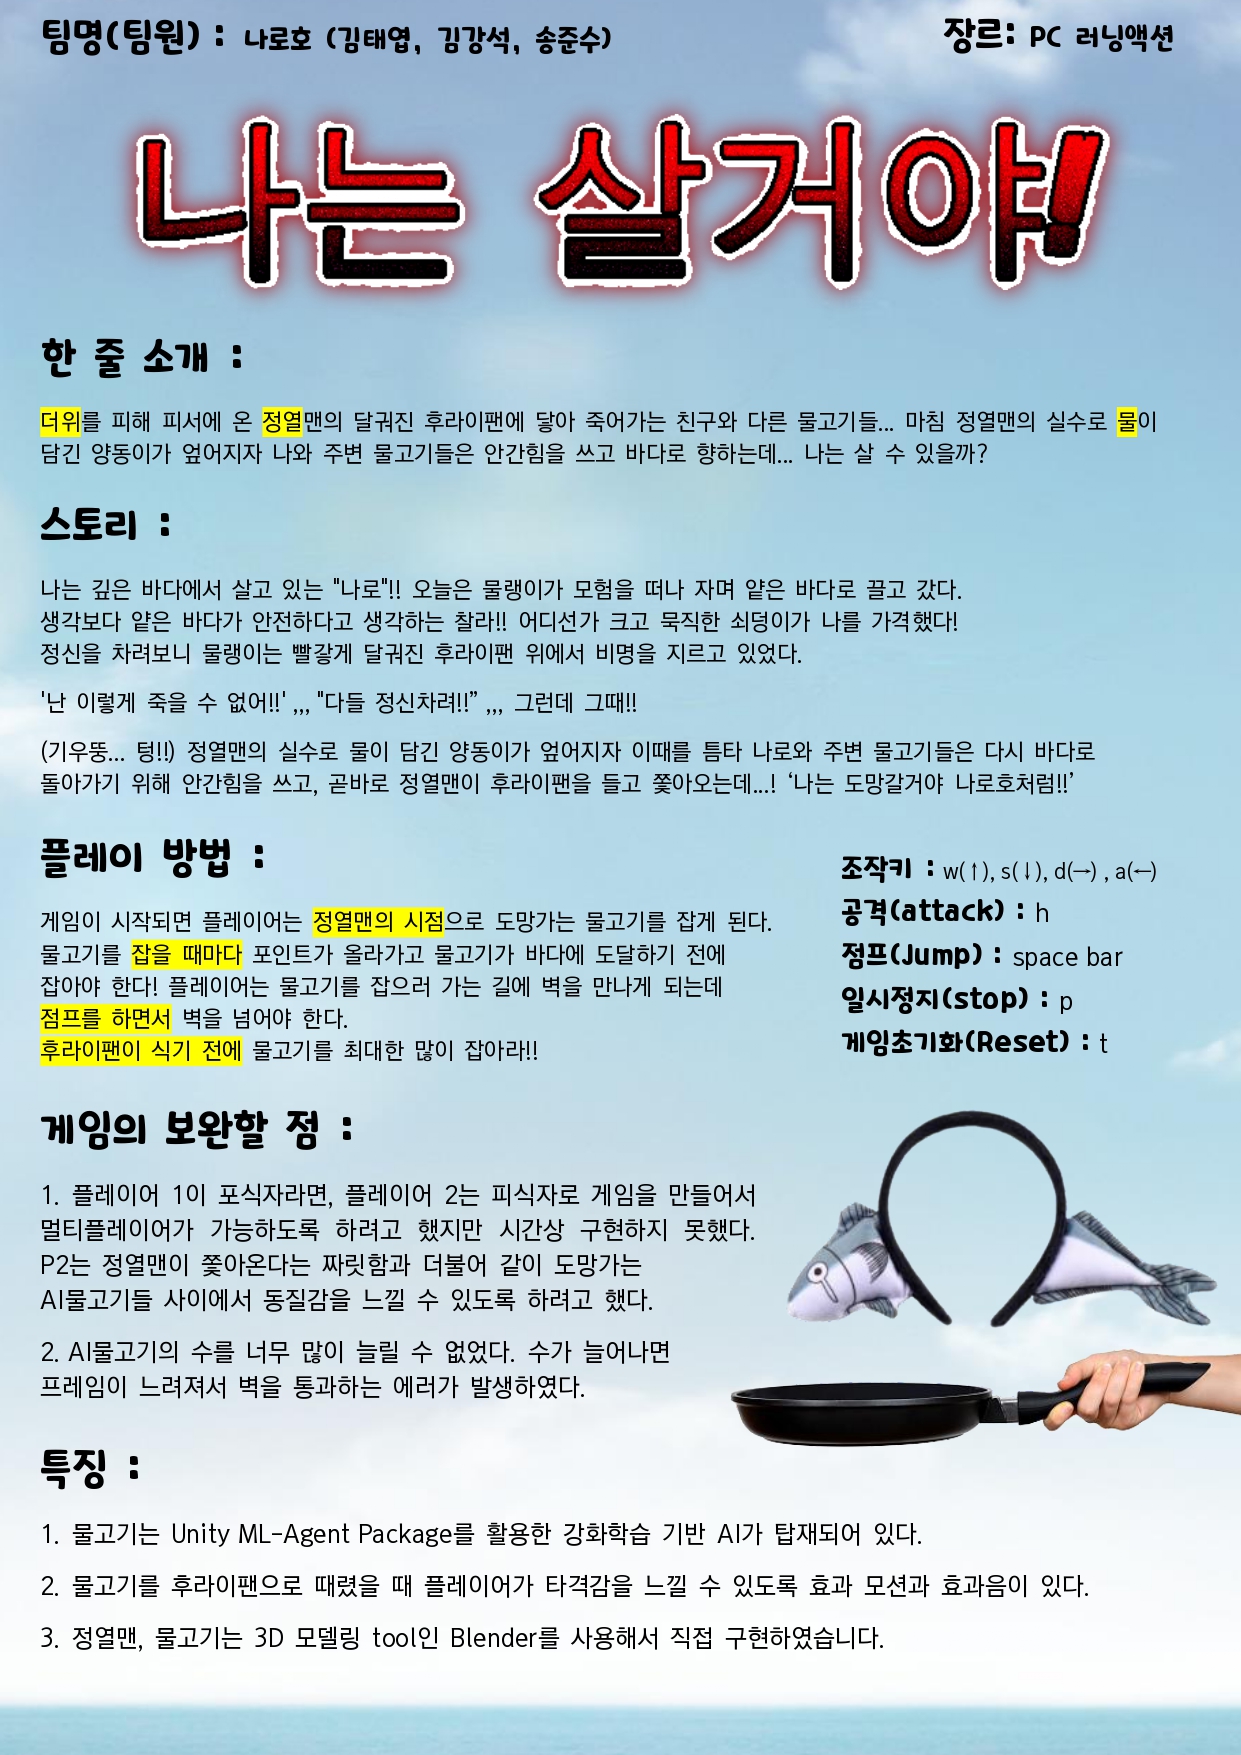 팀명(팀원) : 나로호 (김태엽, 김강석, 송준수)
장르: PC 러닝액션
나는 살거야!
한 줄 소개 :
더위를 피해 피서에 온 정열맨의 달궈진 후라이팬에 닿아 죽어가는 친구와 다른 물고기들... 마침 정열맨의 실수로 물이
담긴 양동이가 엎어지자 나와 주변 물고기들은 안간힘을 쓰고 바다로 향하는데... 나는 살 수 있을까?
스토리 :
나는 깊은 바다에서 살고 있는 "나로"!! 오늘은 물랭이가 모험을 떠나 자며 얕은 바다로 끌고 갔다.
생각보다 얕은 바다가 안전하다고 생각하는 찰라!! 어디선가 크고 묵직한 쇠덩이가 나를 가격했다!
정신을 차려보니 물랭이는 빨갛게 달궈진 후라이팬 위에서 비명을 지르고 있었다.
'난 이렇게 죽을 수 없어!!' ,,, "다들 정신차려!!” ,,, 그런데 그때!!
(기우뚱... 텅!!) 정열맨의 실수로 물이 담긴 양동이가 엎어지자 이때를 틈타 나로와 주변 물고기들은 다시 바다로
돌아가기 위해 안간힘을 쓰고, 곧바로 정열맨이 후라이팬을 들고 쫓아오는데...! ‘나는 도망갈거야 나로호처럼!!’
플레이 방법 :
게임이 시작되면 플레이어는 정열맨의 시점으로 도망가는 물고기를 잡게 된다.
물고기를 잡을 때마다 포인트가 올라가고 물고기가 바다에 도달하기 전에
잡아야 한다! 플레이어는 물고기를 잡으러 가는 길에 벽을 만나게 되는데
점프를 하면서 벽을 넘어야 한다.
후라이팬이 식기 전에 물고기를 최대한 많이 잡아라!!
조작키 : w(↑), s(↓), d(→) , a(←)
공격(attack) : h
점프(Jump) : space bar
일시정지(stop) : p
게임초기화(Reset) : t
게임의 보완할 점 :
1. 플레이어 1이 포식자라면, 플레이어 2는 피식자로 게임을 만들어서
멀티플레이어가 가능하도록 하려고 했지만 시간상 구현하지 못했다.
P2는 정열맨이 쫓아온다는 짜릿함과 더불어 같이 도망가는
AI물고기들 사이에서 동질감을 느낄 수 있도록 하려고 했다.
2. AI물고기의 수를 너무 많이 늘릴 수 없었다. 수가 늘어나면
프레임이 느려져서 벽을 통과하는 에러가 발생하였다.
특징 :
1. 물고기는 Unity ML-Agent Package를 활용한 강화학습 기반 AI가 탑재되어 있다.
2. 물고기를 후라이팬으로 때렸을 때 플레이어가 타격감을 느낄 수 있도록 효과 모션과 효과음이 있다.
3. 정열맨, 물고기는 3D 모델링 tool인 Blender를 사용해서 직접 구현하였습니다.